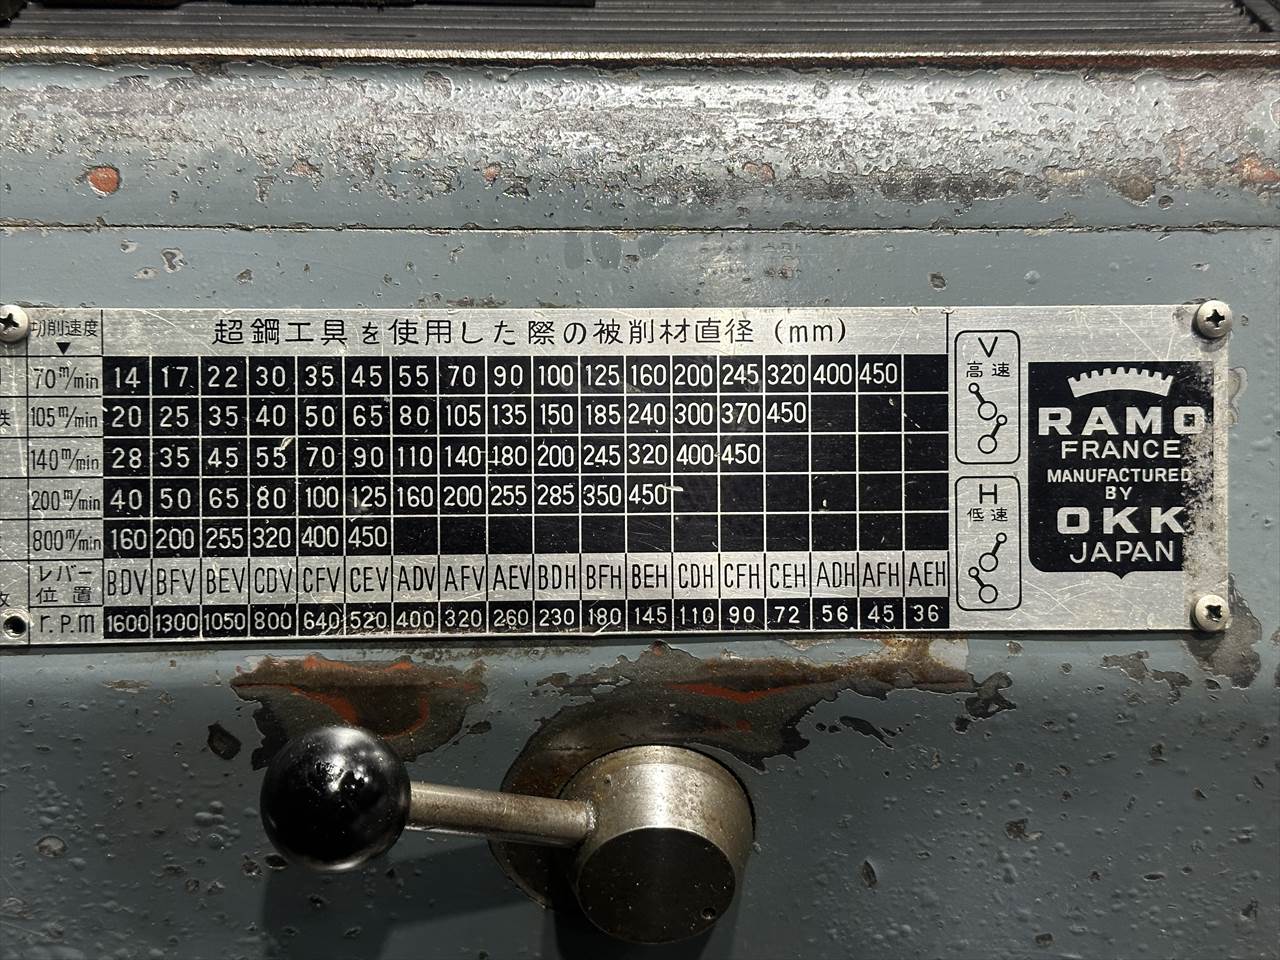 切削速度 超鋼工具を使用した際の被削材直径 (mm)
70m/min 14 17 22 30 35 45 55 70 90 100 125 160 200 245 320 400 450
105m/min 20 25 35 40 50 65 80 105 135 150 185 240 300 370 450
140m/min 28 35 45 55 70 90 110 140 180 200 245 320 400 450
200m/min 40 50 65 80 100 125 160 200 255 285 350 450
800m/min 160 200 255 320 400 450
レバー位置 BDV BFV BEV CDV CFV CEV ADV AFV AEV BDH BFH BEH CDH CFH CEH ADH AFH AEH
r.p.m 1600 1300 1050 800 640 520 400 320 260 230 180 145 110 90 72 56 45 36
V
高速
H
低速
RAMO
FRANCE
MANUFACTURED
BY
OKK
JAPAN